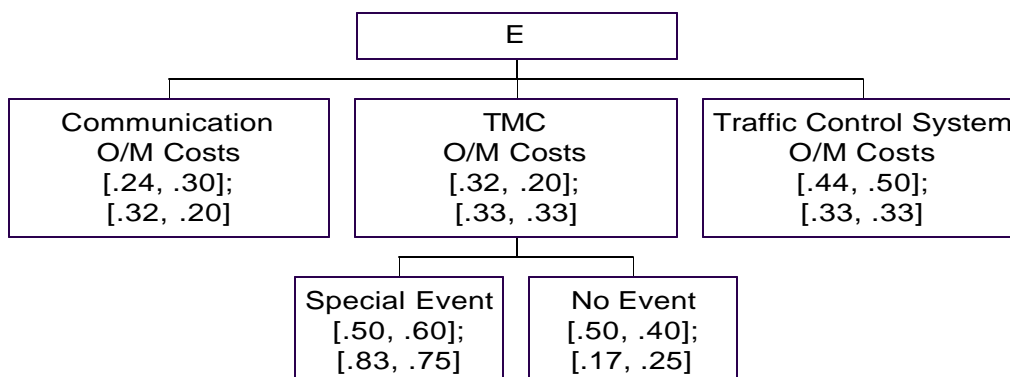 E
Communication
O/M Costs
[.24, .30];
[.32, .20]
TMC
O/M Costs
[.32, .20];
[.33, .33]
Traffic Control System
O/M Costs
[.44, .50];
[.33, .33]
Special Event
[.50, .60];
[.83, .75]
No Event
[.50, .40];
[.17, .25]